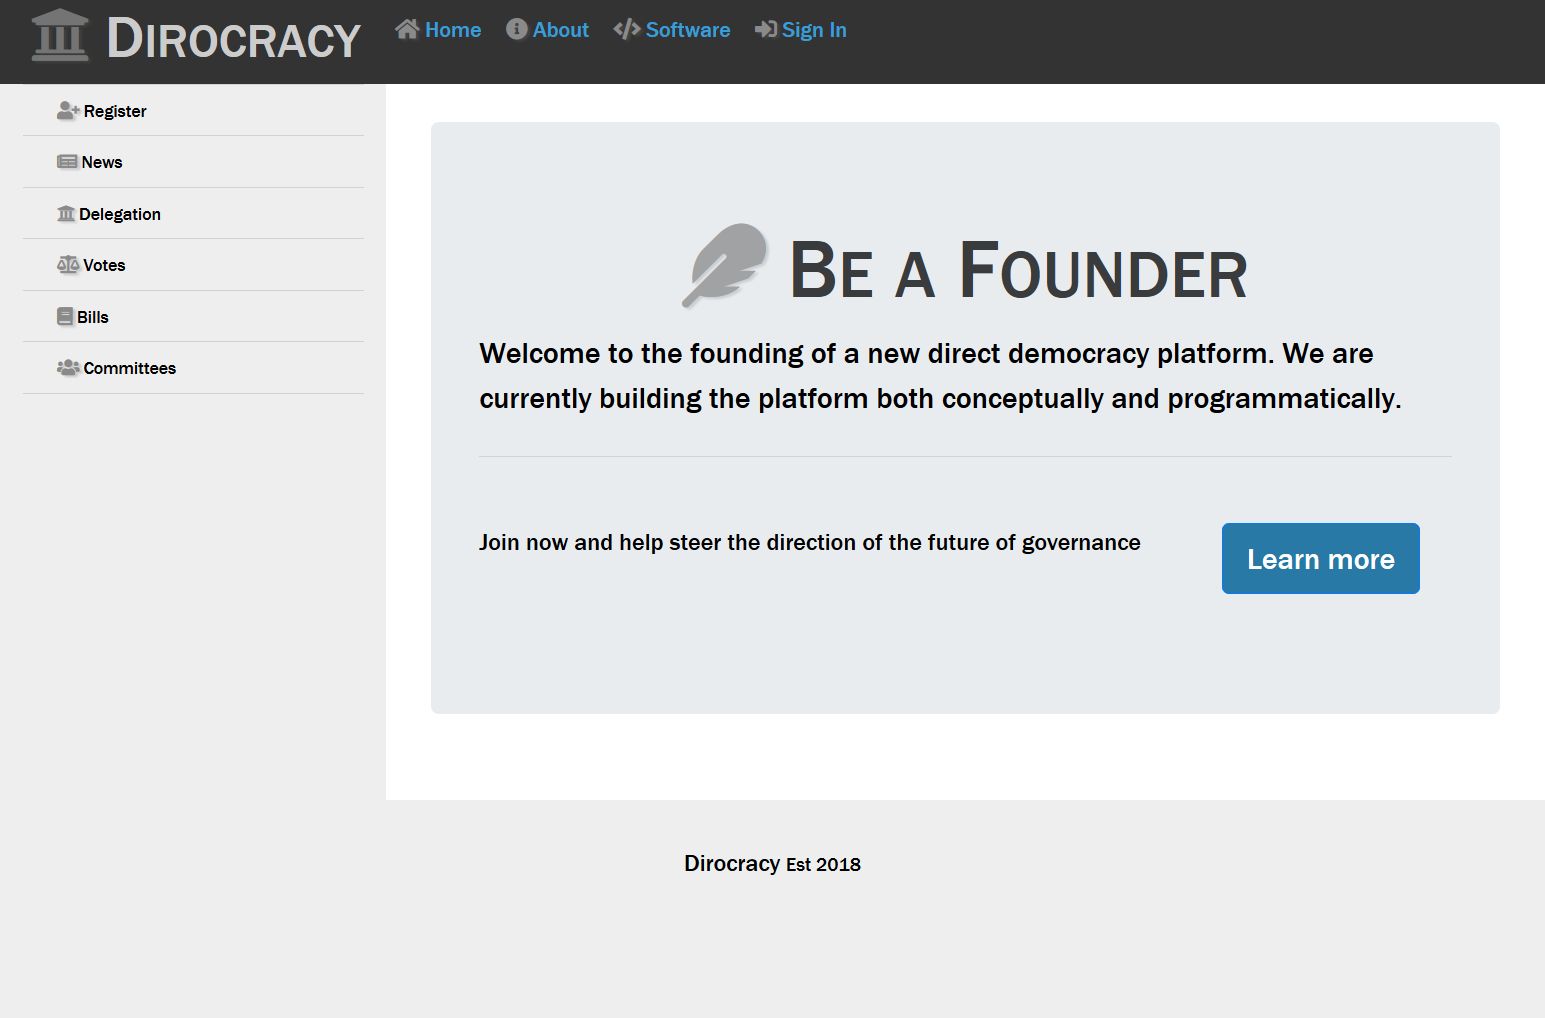 DIROCRACY
Home
About
Software
Sign In
Register
News
Delegation
Votes
Bills
Committees
BE A FOUNDER
Welcome to the founding of a new direct democracy platform. We are
currently building the platform both conceptually and programmatically.
Join now and help steer the direction of the future of governance
Learn more
Dirocracy Est 2018